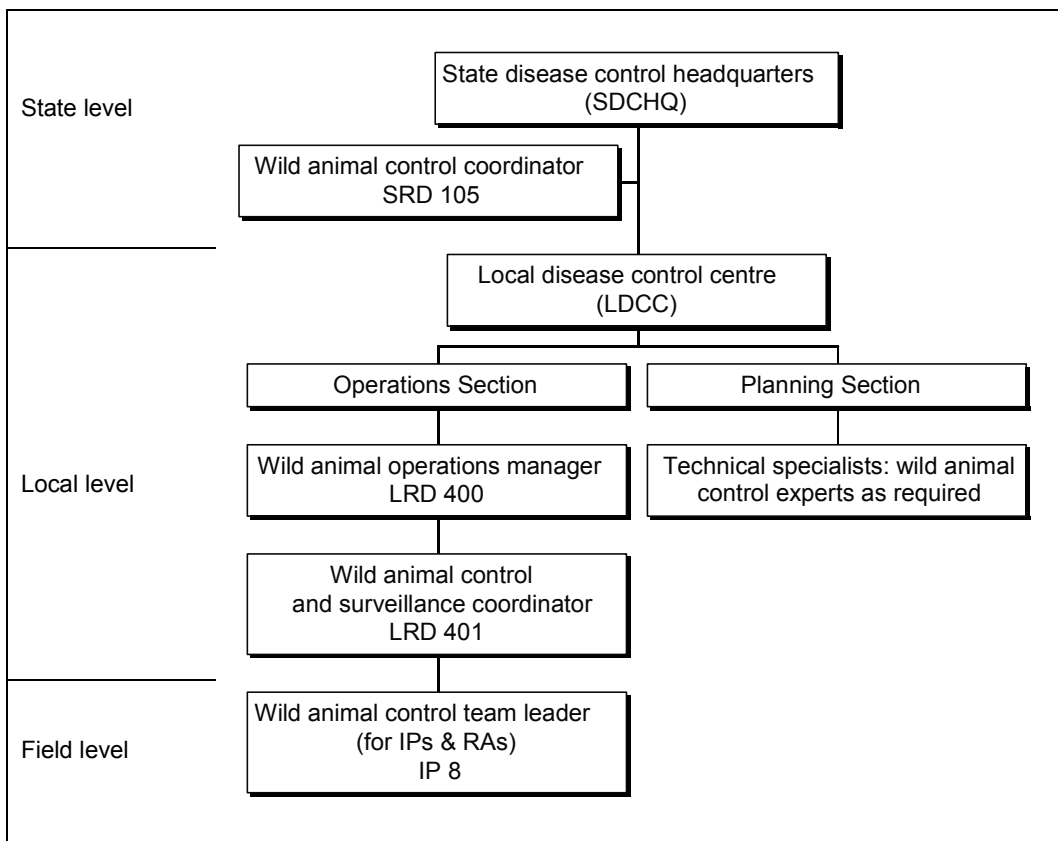 State level
State disease control headquarters
(SDCHQ)
Wild animal control coordinator
SRD 105
Local level
Local disease control centre
(LDCC)
Operations Section
Planning Section
Wild animal operations manager
LRD 400
Technical specialists: wild animal
control experts as required
Wild animal control
and surveillance coordinator
LRD 401
Field level
Wild animal control team leader
(for IPs & RAs)
IP 8